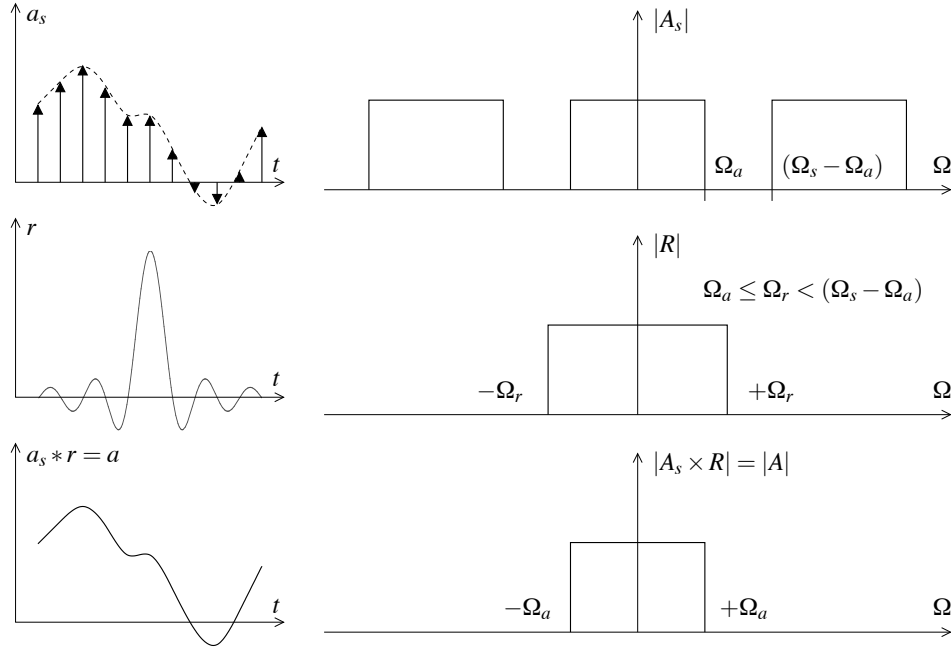 a_s
|A_s|
t
Ω_a
(Ω_s − Ω_a)
Ω
r
|R|
Ω_a ≤ Ω_r < (Ω_s − Ω_a)
t
−Ω_r
+Ω_r
Ω
a_s ∗ r = a
|A_s × R| = |A|
t
−Ω_a
+Ω_a
Ω